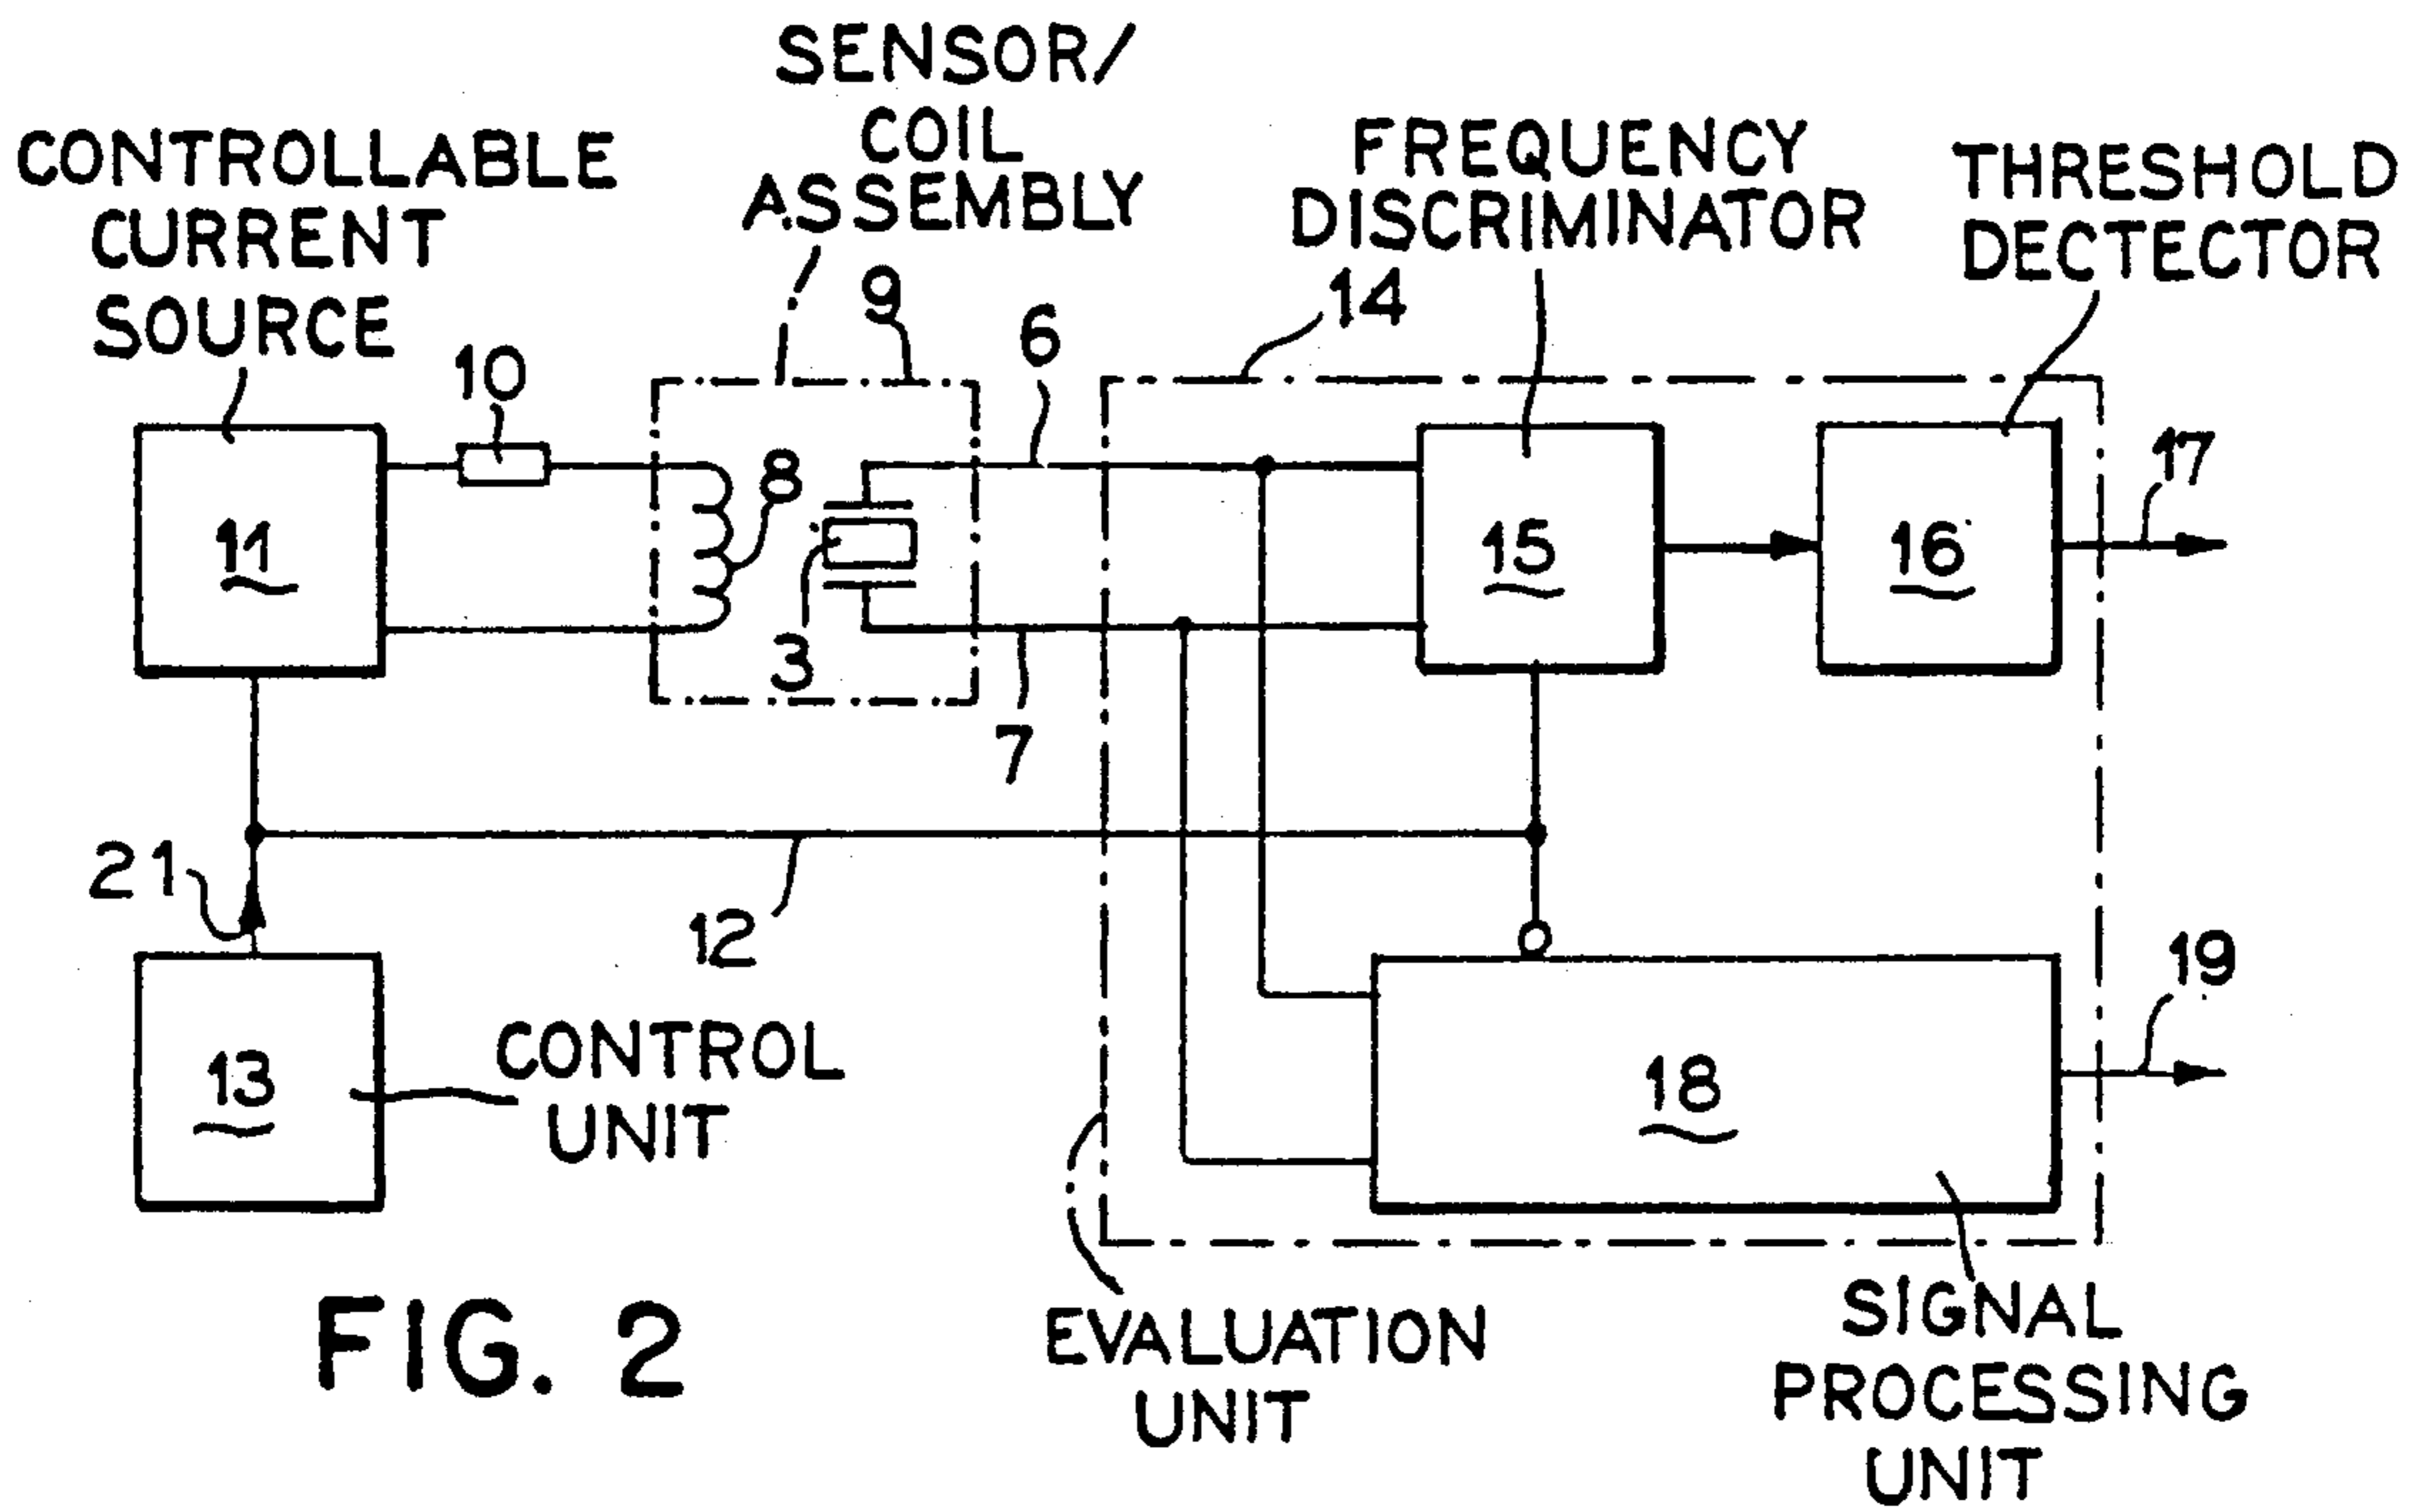 SENSOR/
COIL
ASSEMBLY
CONTROLLABLE
CURRENT
SOURCE
FREQUENCY
DISCRIMINATOR
THRESHOLD
DECTECTOR
9
14
6
10
17
8
11
15
16
3
7
21
12
19
CONTROL
UNIT
13
18
EVALUATION
UNIT
SIGNAL
PROCESSING
UNIT
FIG. 2